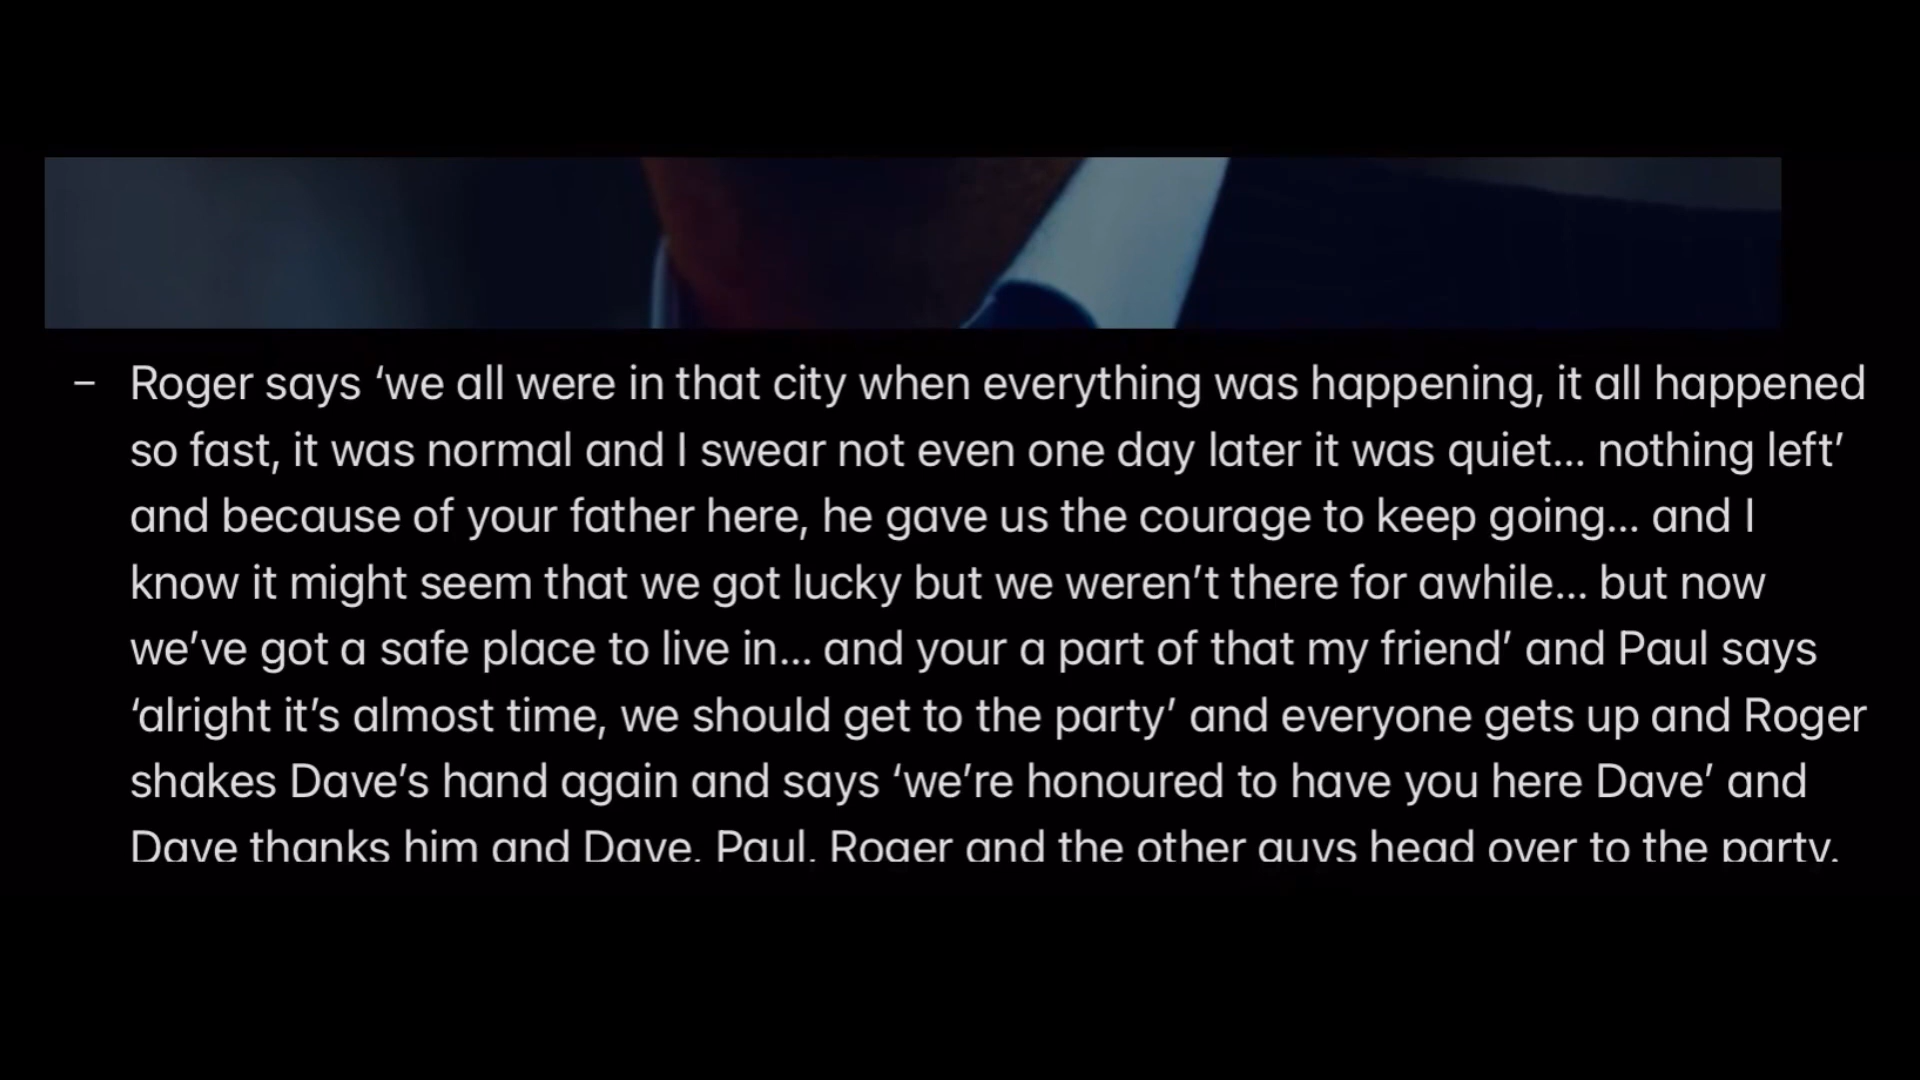 – Roger says ‘we all were in that city when everything was happening, it all happened
so fast, it was normal and I swear not even one day later it was quiet... nothing left’
and because of your father here, he gave us the courage to keep going... and I
know it might seem that we got lucky but we weren’t there for awhile... but now
we’ve got a safe place to live in... and your a part of that my friend’ and Paul says
‘alright it’s almost time, we should get to the party’ and everyone gets up and Roger
shakes Dave’s hand again and says ‘we’re honoured to have you here Dave’ and
Dave thanks him and Dave, Paul, Roger and the other guys head over to the party.